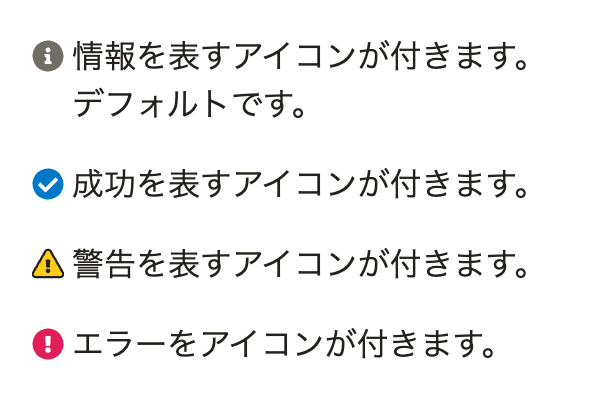 情報を表すアイコンが付きます。
デフォルトです。
成功を表すアイコンが付きます。
警告を表すアイコンが付きます。
エラーをアイコンが付きます。